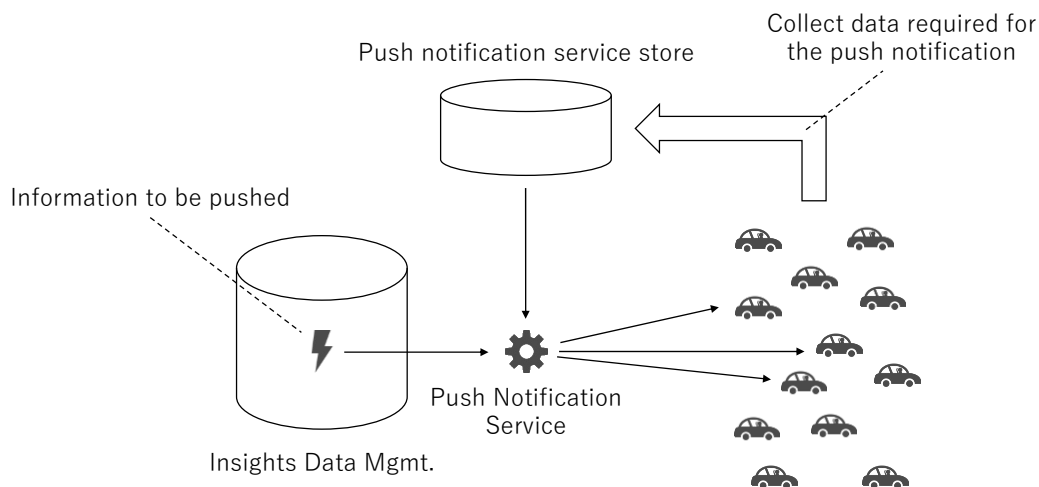 Collect data required for
the push notification
Push notification service store
Information to be pushed
Push Notification
Service
Insights Data Mgmt.